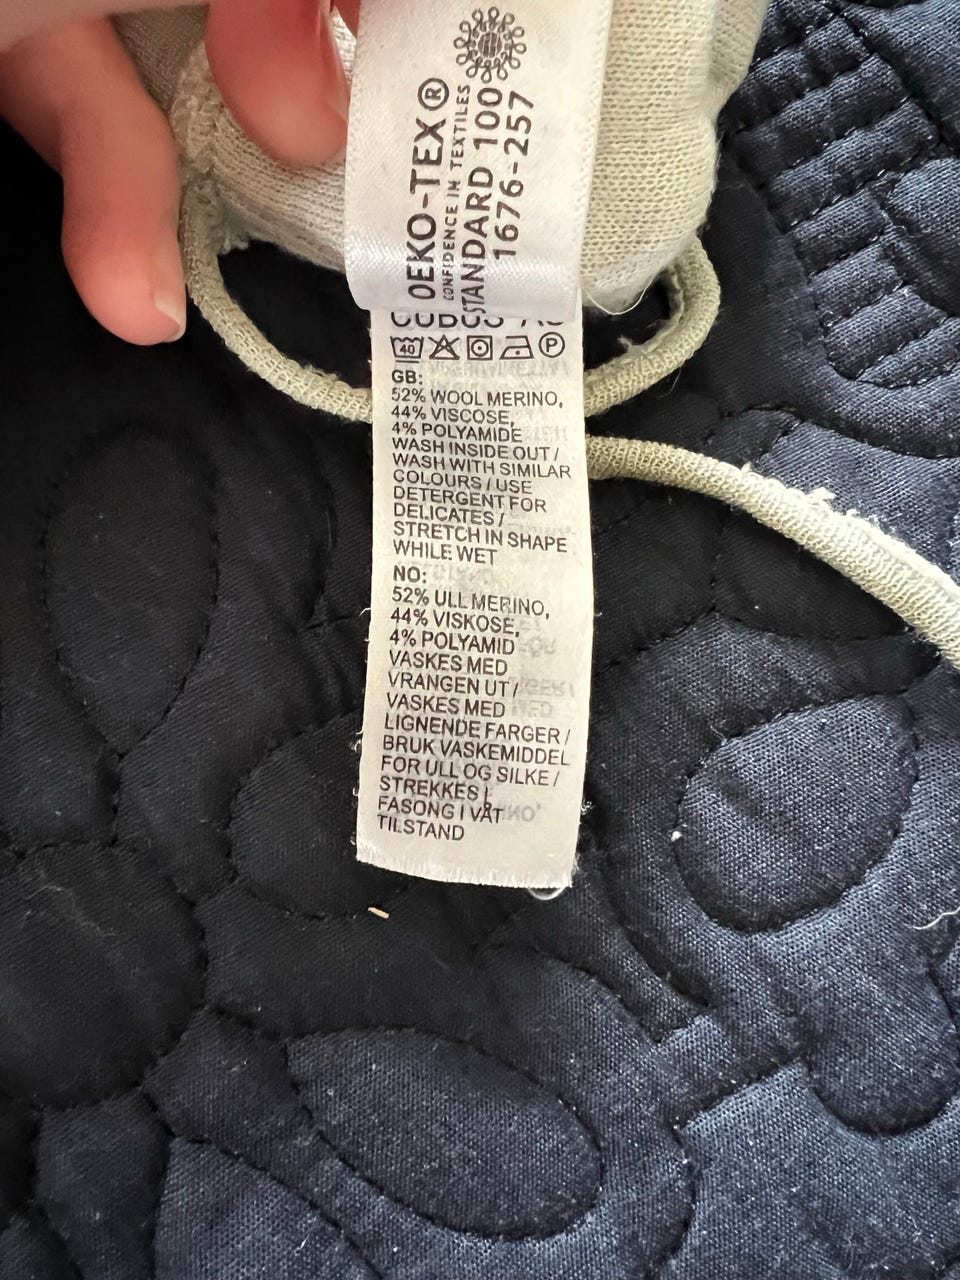 OEKO-TEX®
CONFIDENCE IN TEXTILES
STANDARD 100
1676-257
CUBUS AS
40 P
GB:
52% WOOL MERINO,
44% VISCOSE,
4% POLYAMIDE
WASH INSIDE OUT /
WASH WITH SIMILAR
COLOURS / USE
DETERGENT FOR
DELICATES /
STRETCH IN SHAPE
WHILE WET
NO:
52% ULL MERINO,
44% VISKOSE,
4% POLYAMID
VASKES MED
VRANGEN UT /
VASKES MED
LIGNENDE FARGER /
BRUK VASKEMIDDEL
FOR ULL OG SILKE /
STREKKES I
FASONG I VÅT
TILSTAND